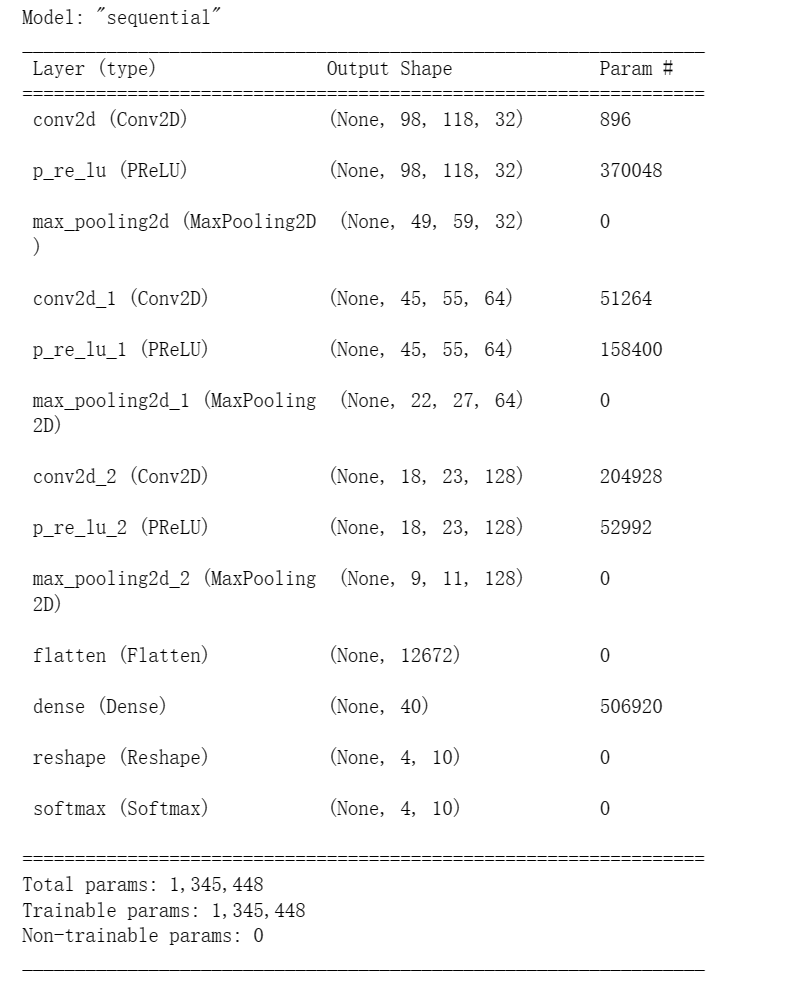 Model: "sequential"
_________________________________________________________________
Layer (type)                Output Shape              Param #
=================================================================
conv2d (Conv2D)             (None, 98, 118, 32)       896
p_re_lu (PReLU)             (None, 98, 118, 32)       370048
max_pooling2d (MaxPooling2D  (None, 49, 59, 32)       0
)
conv2d_1 (Conv2D)           (None, 45, 55, 64)        51264
p_re_lu_1 (PReLU)           (None, 45, 55, 64)        158400
max_pooling2d_1 (MaxPooling  (None, 22, 27, 64)       0
2D)
conv2d_2 (Conv2D)           (None, 18, 23, 128)       204928
p_re_lu_2 (PReLU)           (None, 18, 23, 128)       52992
max_pooling2d_2 (MaxPooling  (None, 9, 11, 128)       0
2D)
flatten (Flatten)           (None, 12672)             0
dense (Dense)               (None, 40)                506920
reshape (Reshape)           (None, 4, 10)             0
softmax (Softmax)           (None, 4, 10)             0
=================================================================
Total params: 1,345,448
Trainable params: 1,345,448
Non-trainable params: 0
_________________________________________________________________